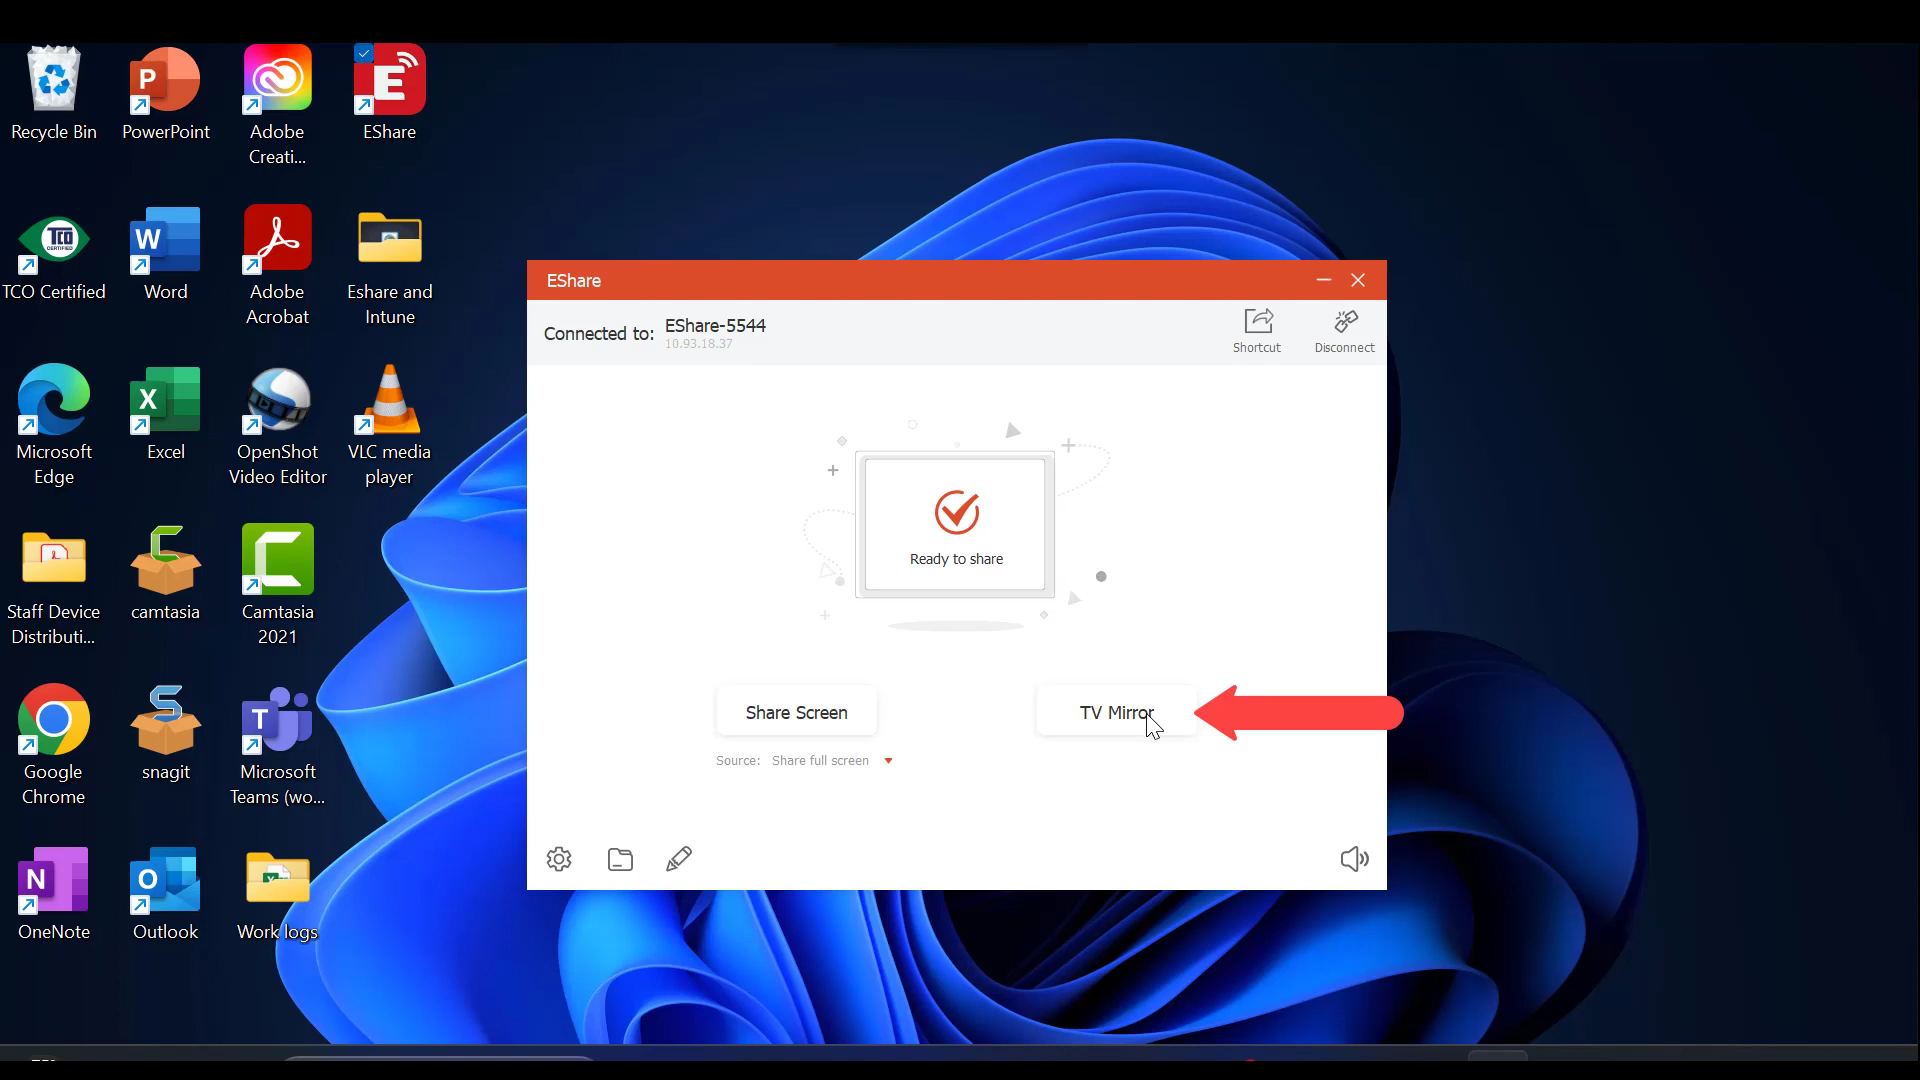 Recycle Bin
PowerPoint
Adobe
Creati...
EShare
TCO Certified
Word
Adobe
Acrobat
Eshare and
Intune
Microsoft
Edge
Excel
OpenShot
Video Editor
VLC media
player
Staff Device
Distributi...
camtasia
Camtasia
2021
Google
Chrome
snagit
Microsoft
Teams (wo...
OneNote
Outlook
Work logs
EShare
Connected to:
EShare-5544
10.93.18.37
Shortcut
Disconnect
Ready to share
Share Screen
TV Mirror
Source: Share full screen